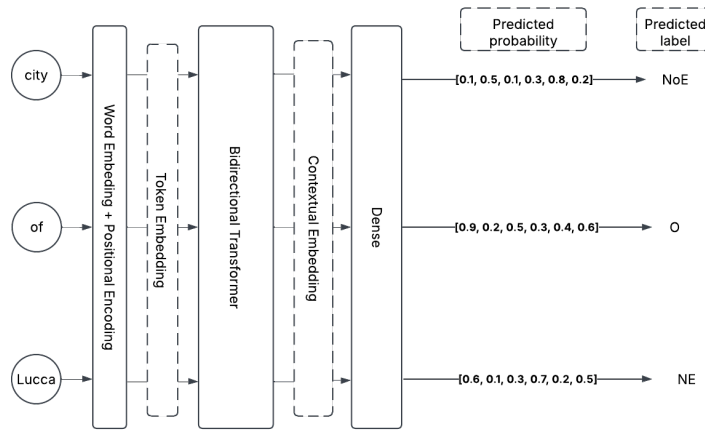 Predicted
probability
Predicted
label
city
[0.1, 0.5, 0.1, 0.3, 0.8, 0.2]
NoE
Word Embeding + Positional Encoding
Token Embedding
Bidirectional Transformer
Contextual Embedding
Dense
of
[0.9, 0.2, 0.5, 0.3, 0.4, 0.6]
O
Lucca
[0.6, 0.1, 0.3, 0.7, 0.2, 0.5]
NE